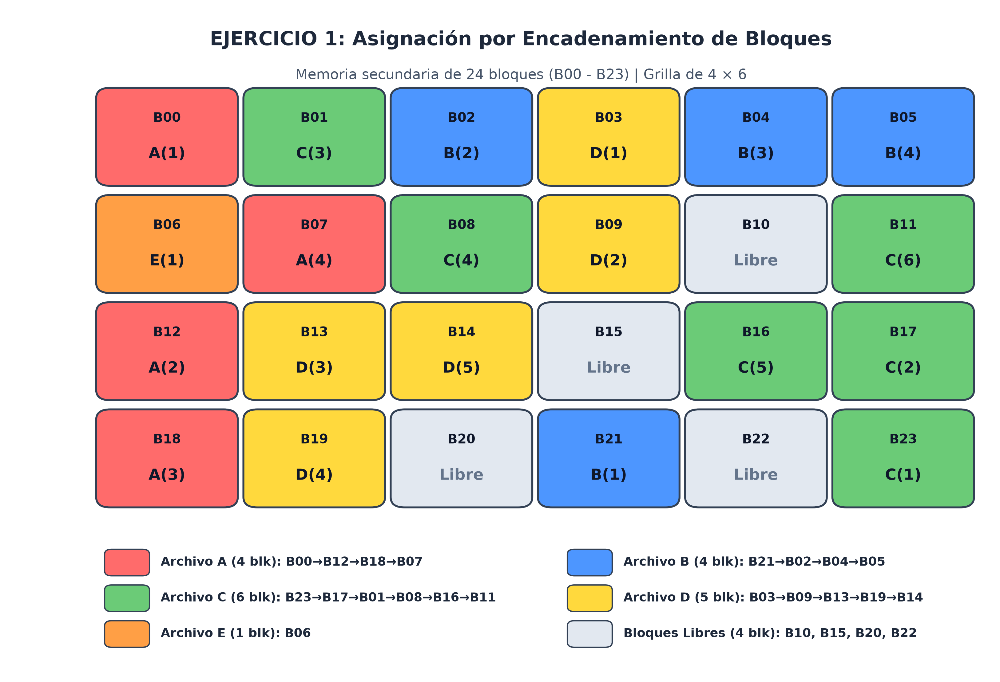 EJERCICIO 1: Asignación por Encadenamiento de Bloques
Memoria secundaria de 24 bloques (B00 - B23) | Grilla de 4 × 6
B00 B01 B02 B03 B04 B05
A(1) C(3) B(2) D(1) B(3) B(4)
B06 B07 B08 B09 B10 B11
E(1) A(4) C(4) D(2) Libre C(6)
B12 B13 B14 B15 B16 B17
A(2) D(3) D(5) Libre C(5) C(2)
B18 B19 B20 B21 B22 B23
A(3) D(4) Libre B(1) Libre C(1)
Archivo A (4 blk): B00→B12→B18→B07
Archivo B (4 blk): B21→B02→B04→B05
Archivo C (6 blk): B23→B17→B01→B08→B16→B11
Archivo D (5 blk): B03→B09→B13→B19→B14
Archivo E (1 blk): B06
Bloques Libres (4 blk): B10, B15, B20, B22